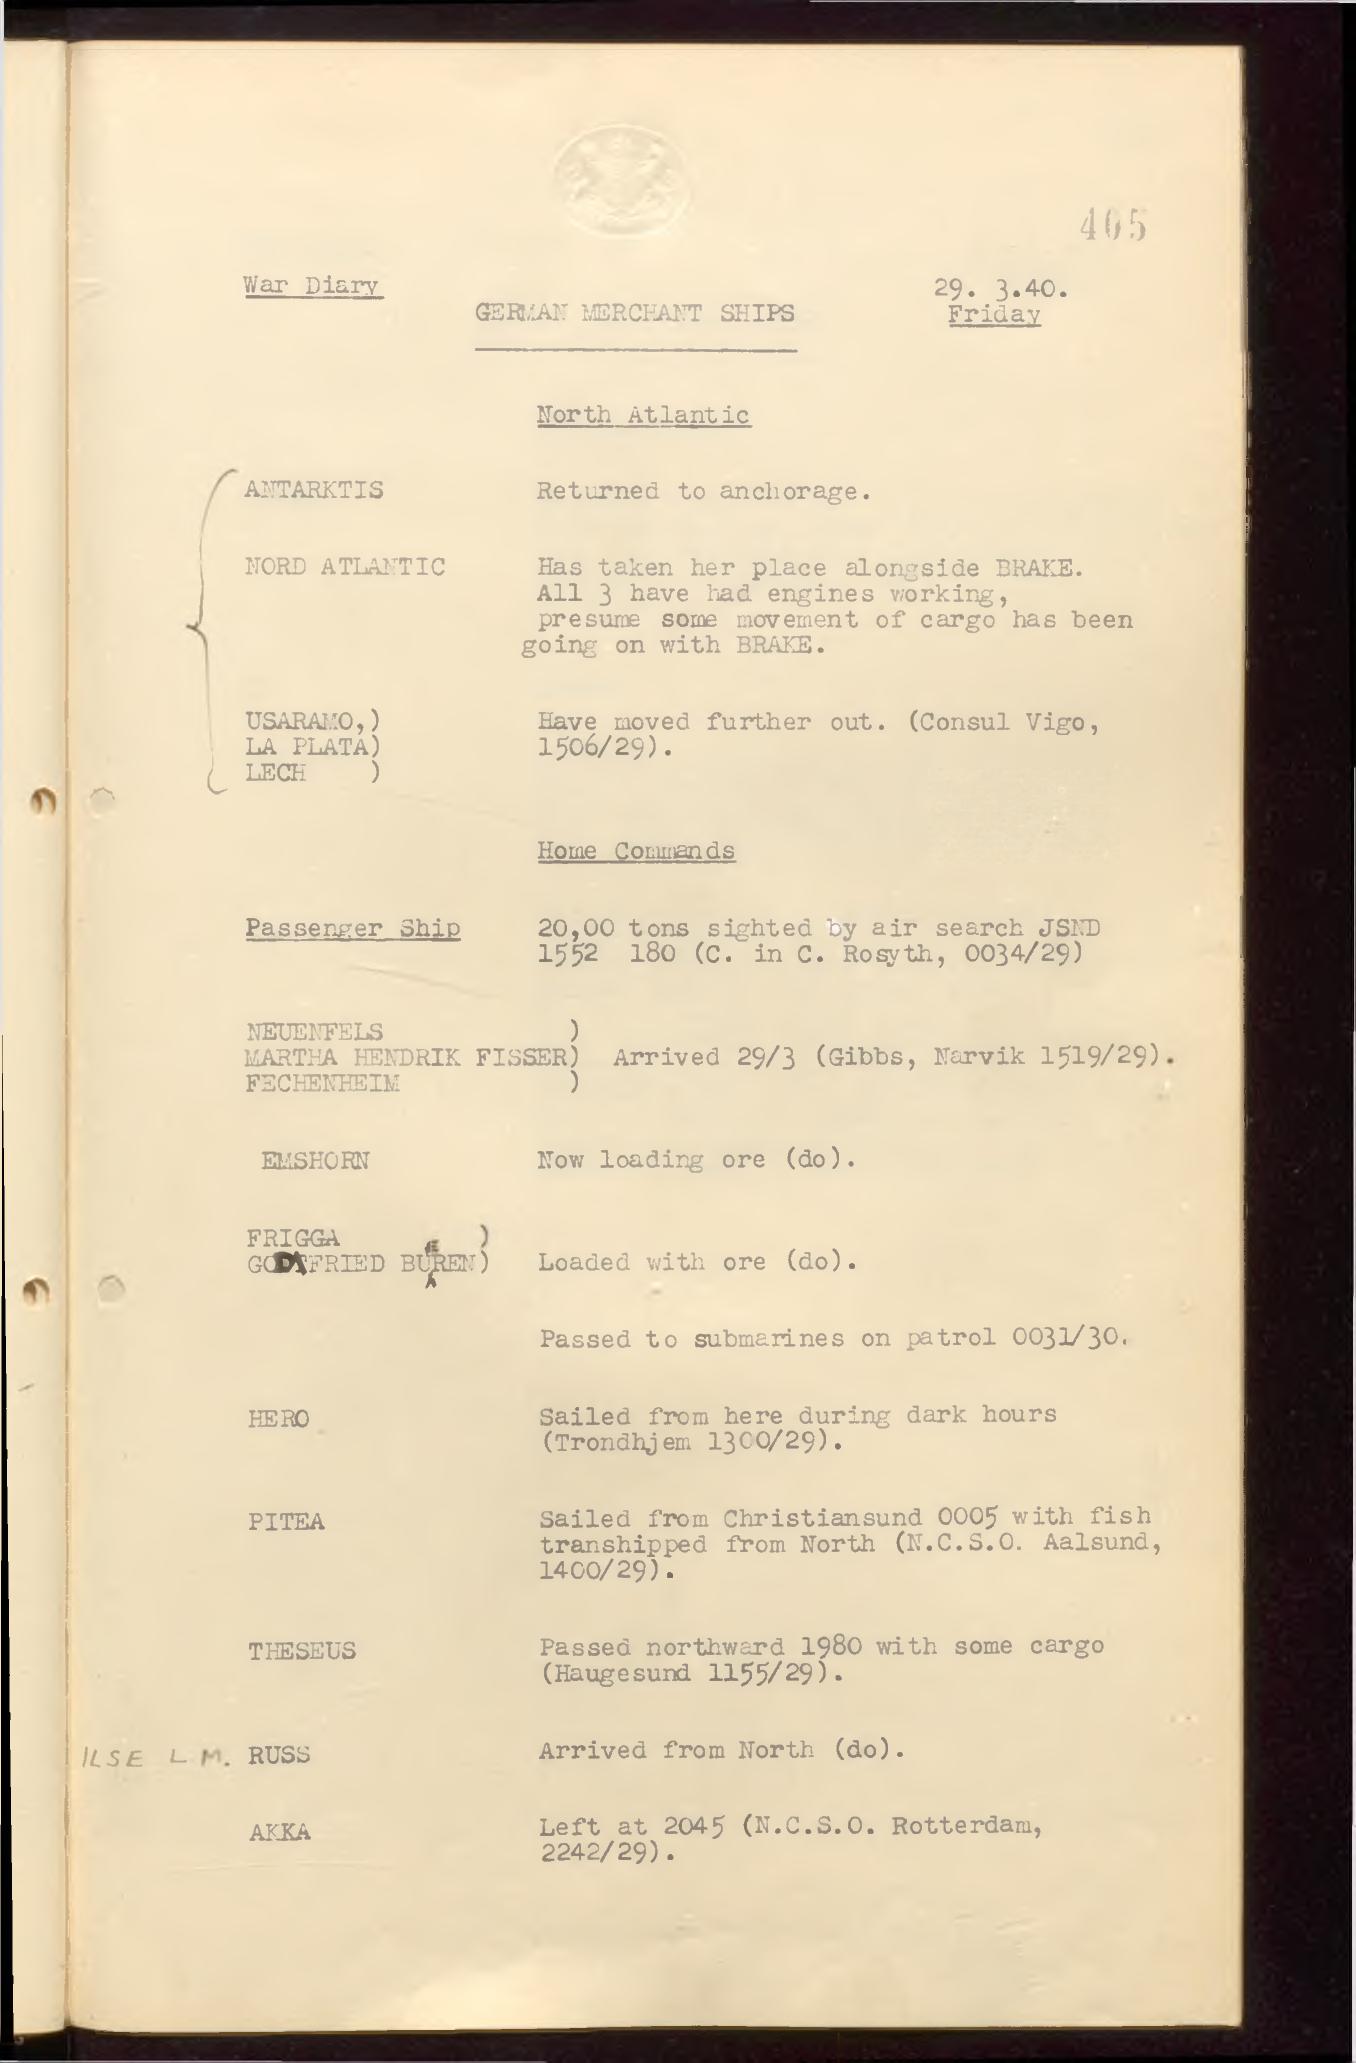 405
War Diary
29. 3.40.
GERMAN MERCHANT SHIPS
Friday
North Atlantic
ANTARKTIS Returned to anchorage.
NORD ATLANTIC Has taken her place alongside BRAKE.
All 3 have had engines working,
presume some movement of cargo has been
going on with BRAKE.
USARAMO,) Have moved further out. (Consul Vigo,
LA PLATA) 1506/29).
LECH )
Home Commands
Passenger Ship 20,00 tons sighted by air search JSND
1552 180 (C. in C. Rosyth, 0034/29)
NEUENFELS )
MARTHA HENDRIK FISSER) Arrived 29/3 (Gibbs, Narvik 1519/29).
FECHENHEIM )
EMSHORN Now loading ore (do).
FRIGGA )
BUEREN) Loaded with ore (do).
Passed to submarines on patrol 0031/30.
HERO Sailed from here during dark hours
(Trondhjem 1300/29).
PITEA Sailed from Christiansund 0005 with fish
transhipped from North (N.C.S.O. Aalsund,
1400/29).
THESEUS Passed northward 1980 with some cargo
(Haugesund 1155/29).
ILSE L M. RUSS Arrived from North (do).
AKKA Left at 2045 (N.C.S.O. Rotterdam,
2242/29).